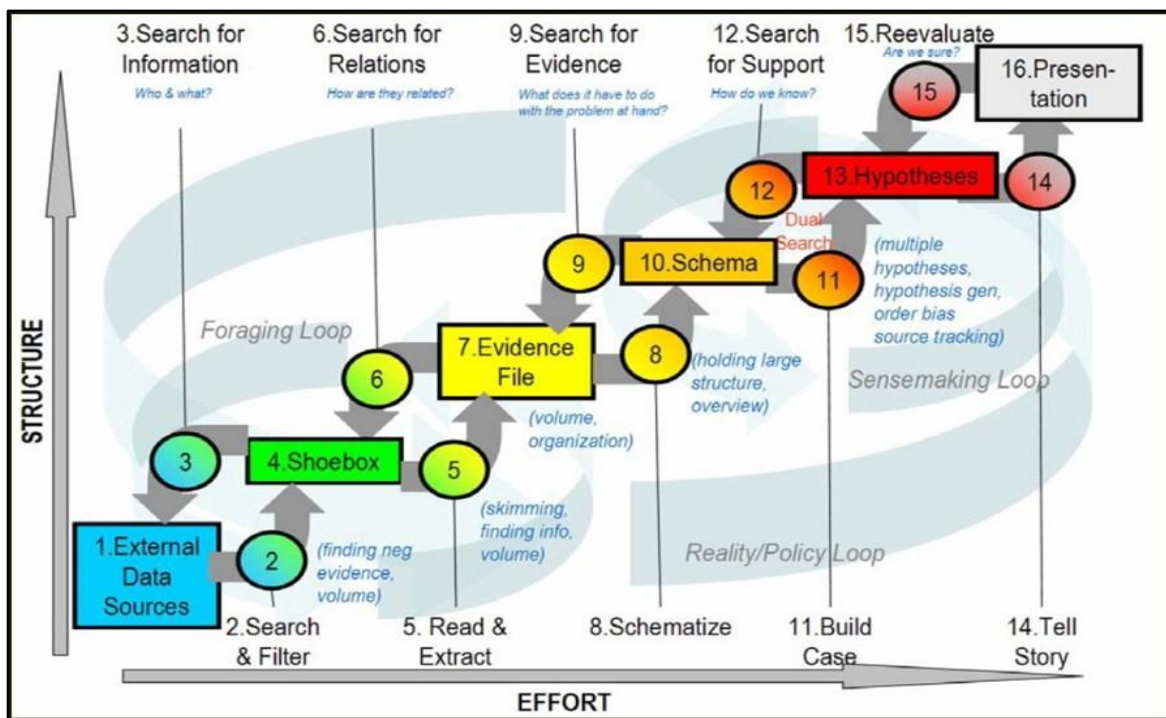 3.Search for
Information
Who & what?
6.Search for
Relations
How are they related?
9.Search for
Evidence
What does it have to do
with the problem at hand?
12.Search
for Support
How do we know?
15.Reevaluate
Are we sure?
16.Presen-
tation
15
13.Hypotheses
14
12
Dual
Search
(multiple
hypotheses,
hypothesis gen,
order bias
source tracking)
10.Schema
9
11
Foraging Loop
7.Evidence
File
8
(holding large
structure,
overview)
Sensemaking Loop
6
(volume,
organization)
4.Shoebox
3
5
(skimming,
finding info,
volume)
1.External
Data
Sources
2
(finding neg
evidence,
volume)
Reality/Policy Loop
2.Search
& Filter
5. Read &
Extract
8.Schematize
11.Build
Case
14.Tell
Story
STRUCTURE
EFFORT